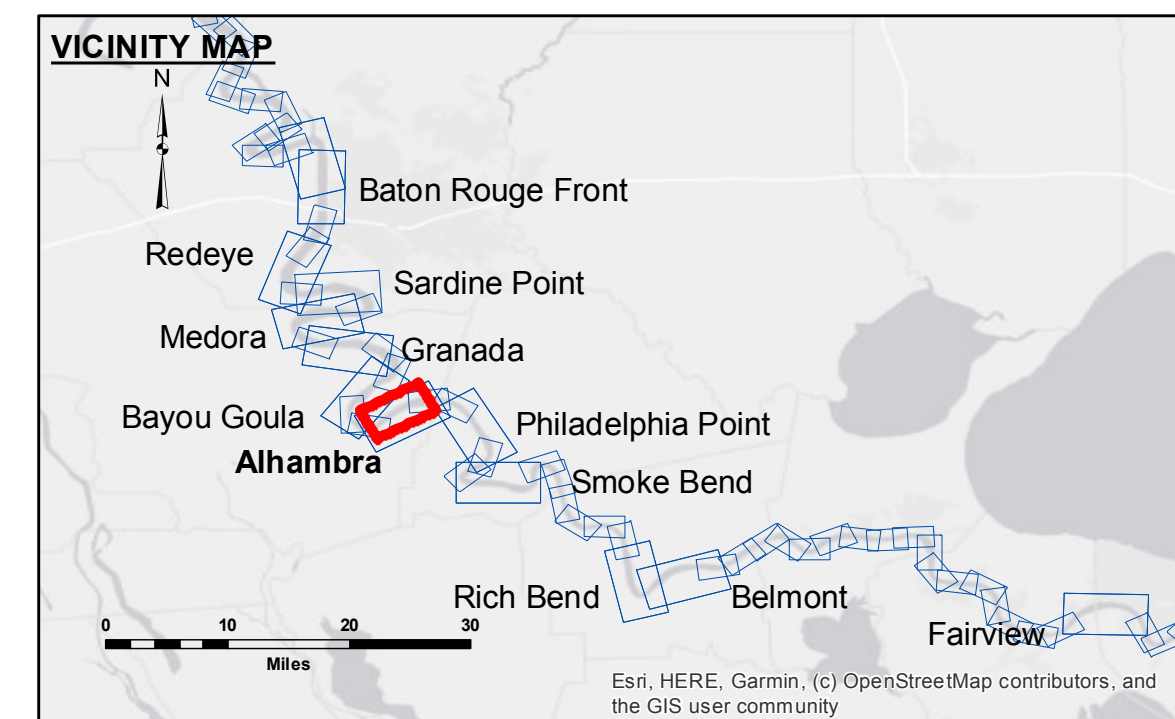 VICINITY MAP
N
Baton Rouge Front
Redeye
Sardine Point
Medora
Granada
Bayou Goula
Philadelphia Point
Alhambra
Smoke Bend
Rich Bend
Belmont
Fairview
0 10 20 30
Miles
Esri, HERE, Garmin, (c) OpenStreetMap contributors, and
the GIS user community